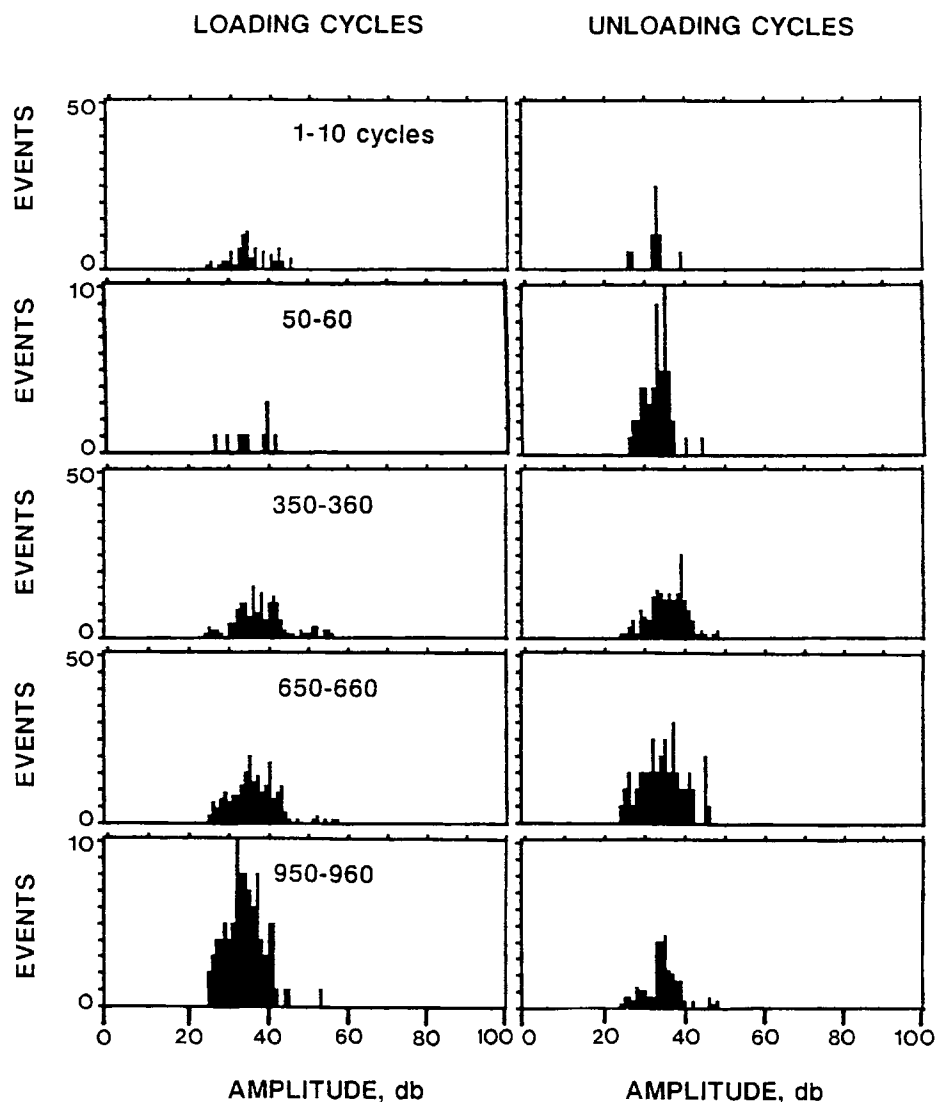 LOADING CYCLES UNLOADING CYCLES
EVENTS
50
0
1-10 cycles
EVENTS
10
0
50-60
EVENTS
50
0
350-360
EVENTS
50
0
650-660
EVENTS
10
0
950-960
0 20 40 60 80 100 0 20 40 60 80 100
AMPLITUDE, db AMPLITUDE, db